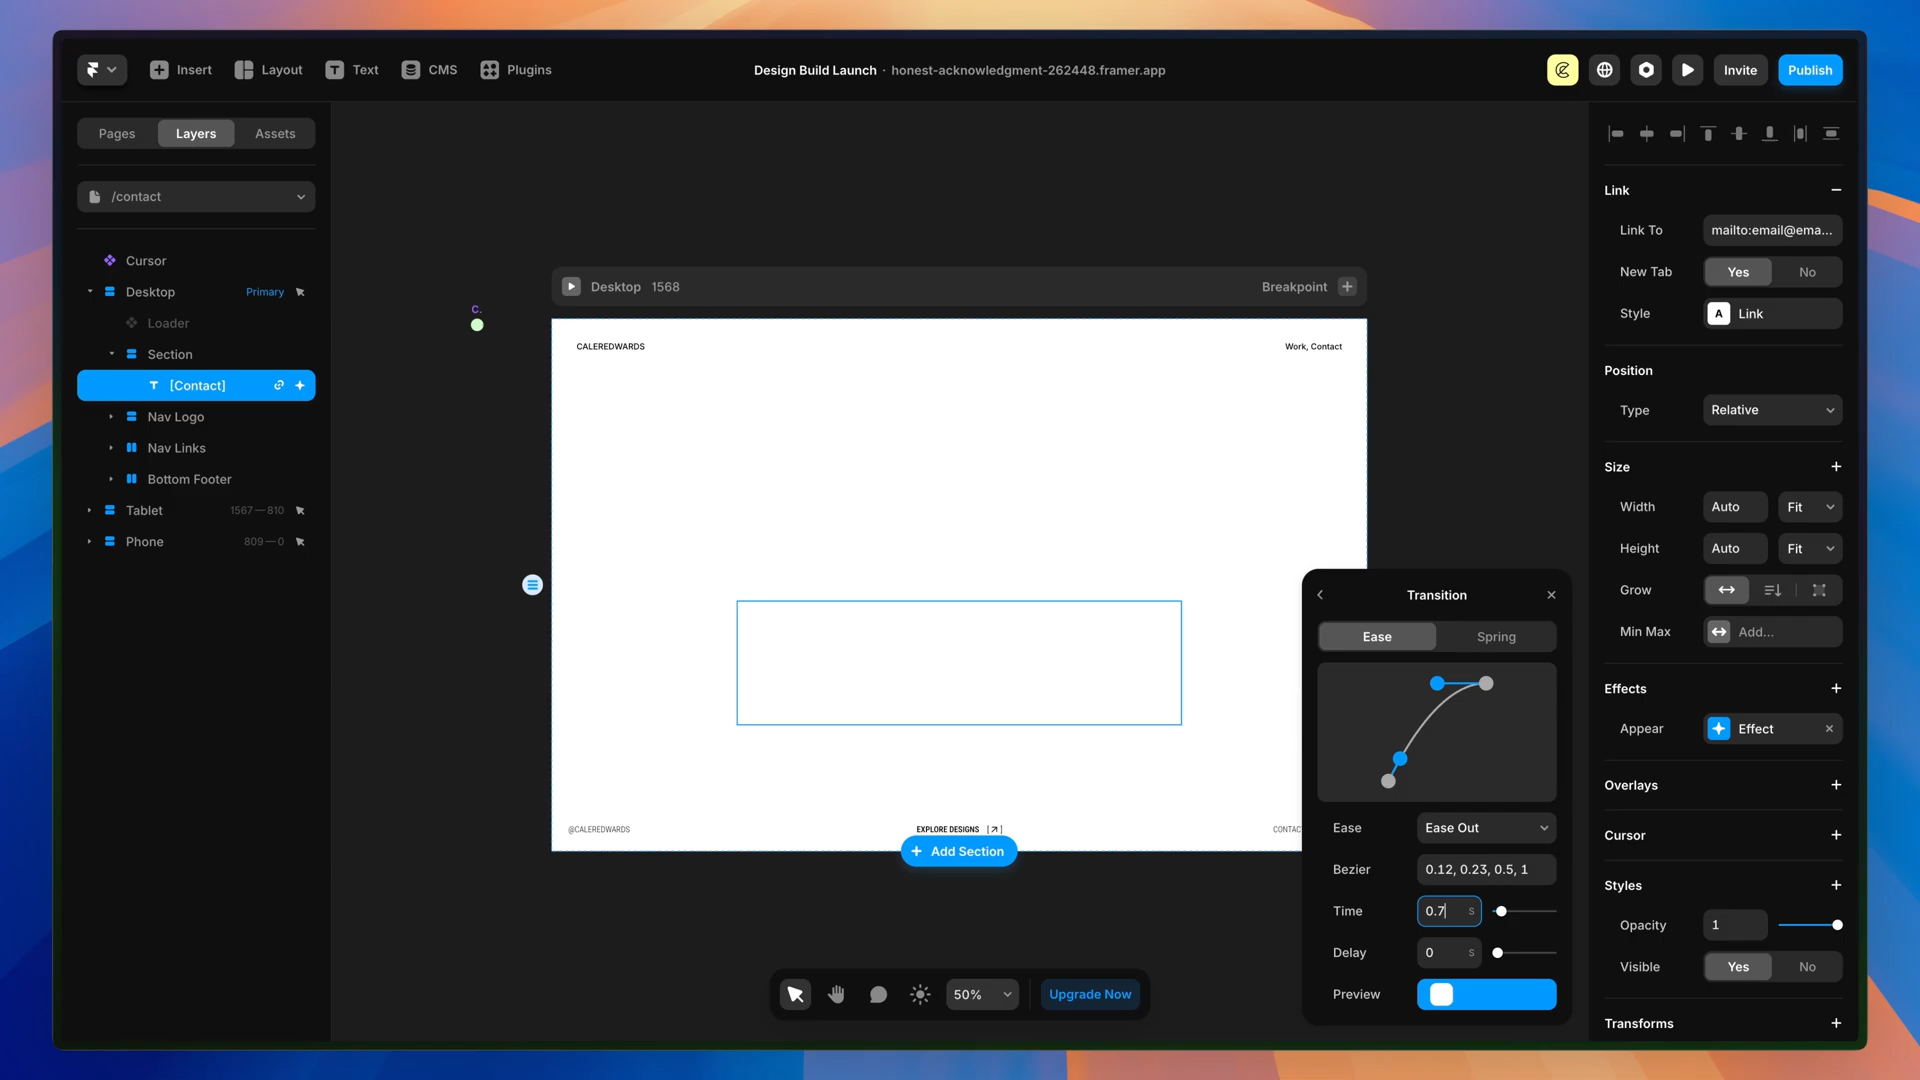 Insert
Layout
Text
CMS
Plugins
Design Build Launch · honest-acknowledgment-262448.framer.app
Invite
Publish
Pages
Layers
Assets
/contact
Cursor
Desktop
Primary
Loader
Section
[Contact]
Nav Logo
Nav Links
Bottom Footer
Tablet
1567—810
Phone
809—0
C.
Desktop 1568
Breakpoint
CALEREDWARDS
Work, Contact
@CALEREDWARDS
EXPLORE DESIGNS [↗]
CONTAC
Add Section
50%
Upgrade Now
Transition
Ease
Spring
Ease
Ease Out
Bezier
0.12, 0.23, 0.5, 1
Time
0.7 s
Delay
0 s
Preview
Link
Link To
mailto:email@ema...
New Tab
Yes
No
Style
A Link
Position
Type
Relative
Size
Width
Auto
Fit
Height
Auto
Fit
Grow
Min Max
Add...
Effects
Appear
Effect
Overlays
Cursor
Styles
Opacity
1
Visible
Yes
No
Transforms